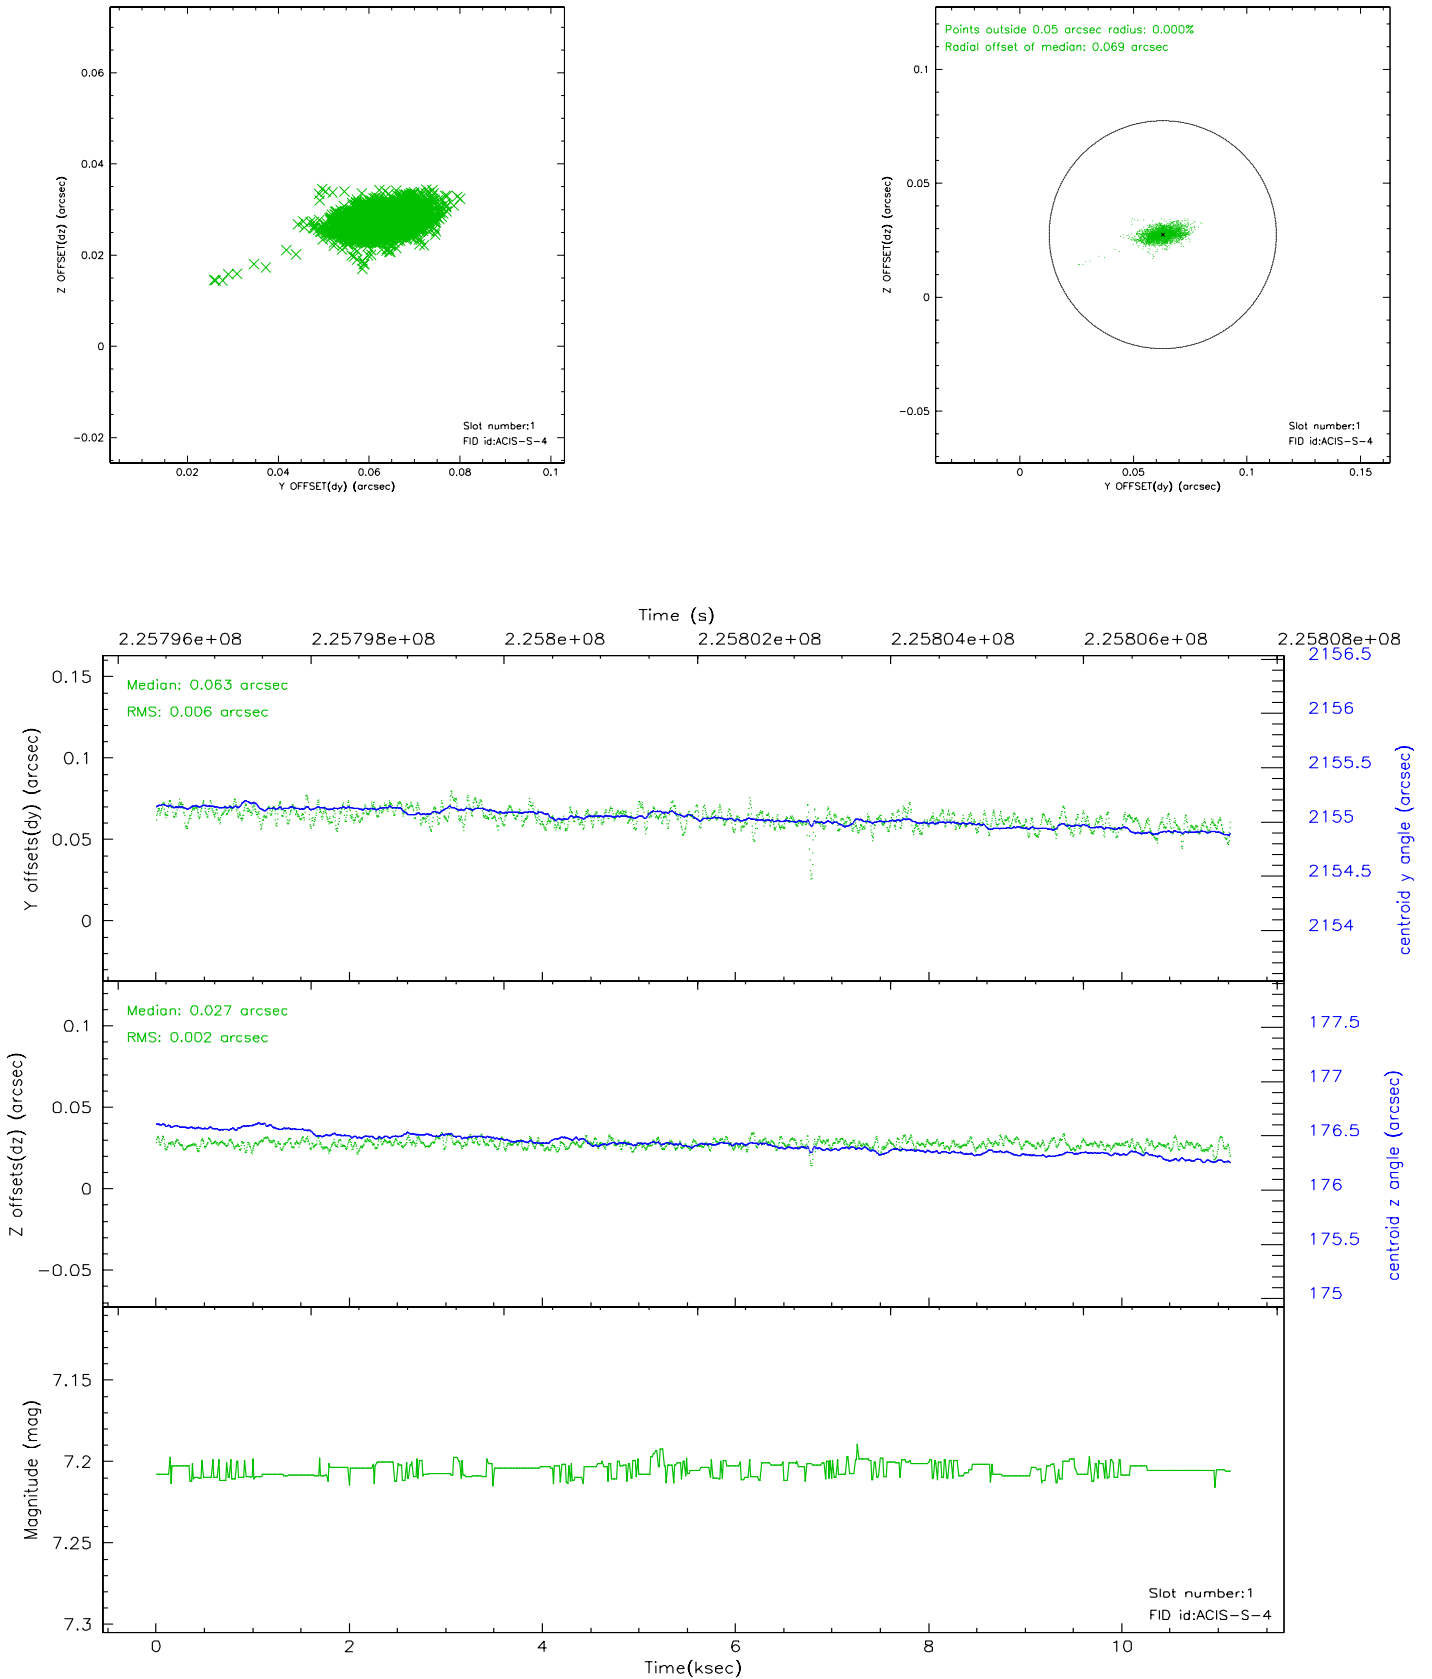 0.06
0.04
0.02
0
−0.02
Z OFFSET(dz) (arcsec)
Slot number:1
FID id:ACIS−S−4
0.02 0.04 0.06 0.08 0.1
Y OFFSET(dy) (arcsec)
Points outside 0.05 arcsec radius: 0.000%
Radial offset of median: 0.069 arcsec
0.1
0.05
0
−0.05
Z OFFSET(dz) (arcsec)
Slot number:1
FID id:ACIS−S−4
0 0.05 0.1 0.15
Y OFFSET(dy) (arcsec)
Time (s)
2.25796e+08 2.25798e+08 2.258e+08 2.25802e+08 2.25804e+08 2.25806e+08 2.25808e+08
Median: 0.063 arcsec
RMS: 0.006 arcsec
0.15
0.1
0.05
0
Y offsets(dy) (arcsec)
2156.5
2156
2155.5
2155
2154.5
2154
centroid y angle (arcsec)
Median: 0.027 arcsec
RMS: 0.002 arcsec
0.1
0.05
0
−0.05
Z offsets(dz) (arcsec)
177.5
177
176.5
176
175.5
175
centroid z angle (arcsec)
7.15
7.2
7.25
7.3
Magnitude (mag)
Slot number:1
FID id:ACIS−S−4
0 2 4 6 8 10
Time(ksec)